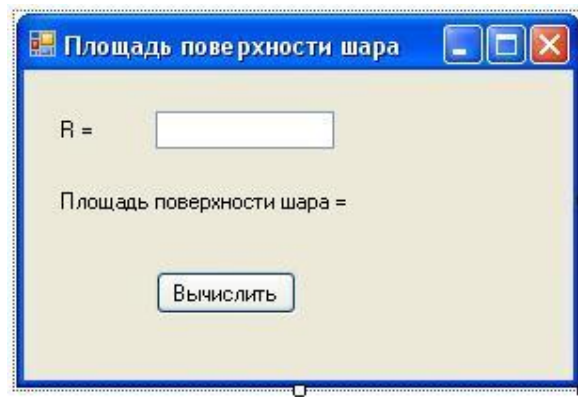 Площадь поверхности шара
R =
Площадь поверхности шара =
Вычислить